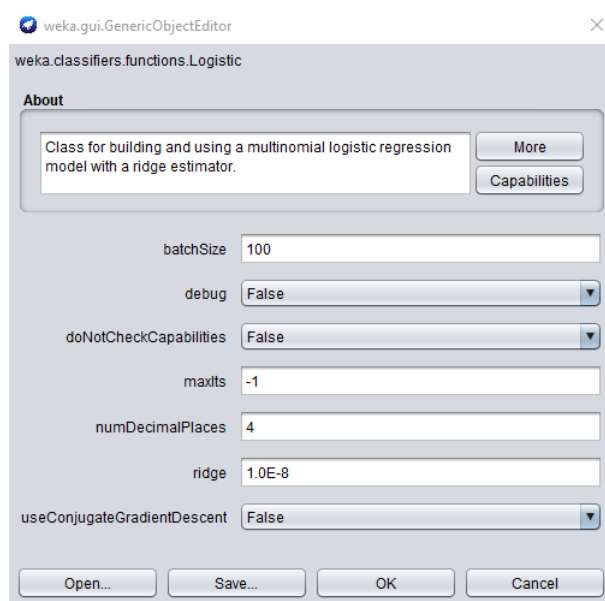 weka.gui.GenericObjectEditor
weka.classifiers.functions.Logistic
About
Class for building and using a multinomial logistic regression
model with a ridge estimator.
More
Capabilities
batchSize 100
debug False
doNotCheckCapabilities False
maxIts -1
numDecimalPlaces 4
ridge 1.0E-8
useConjugateGradientDescent False
Open... Save... OK Cancel